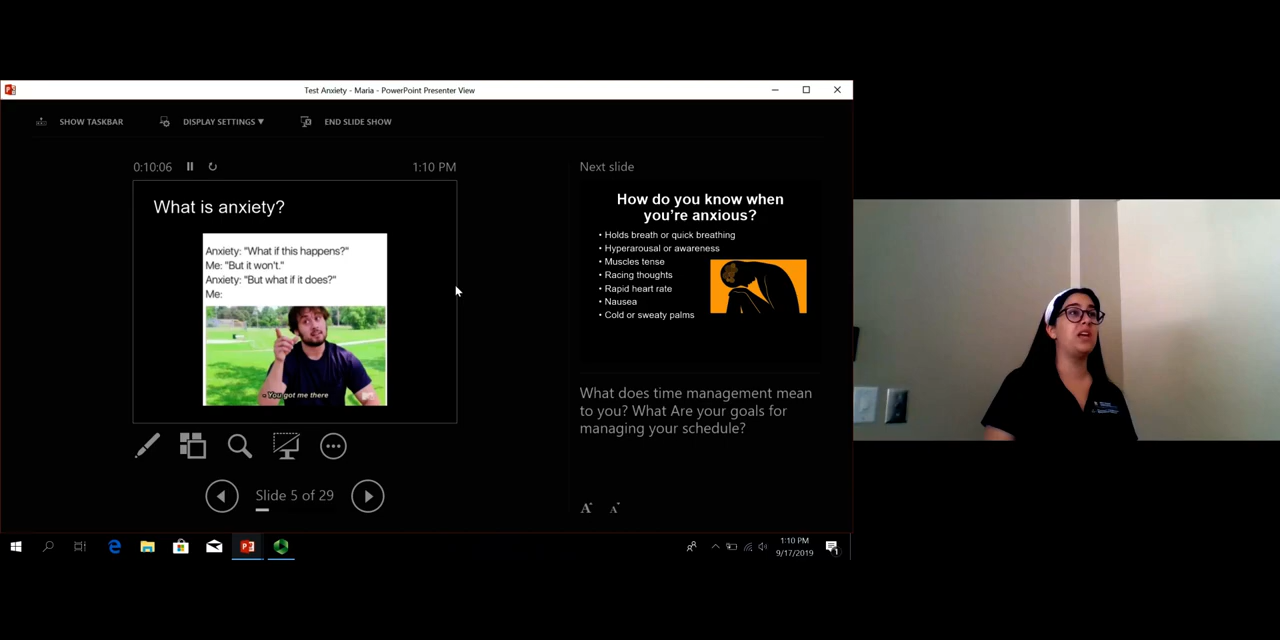 Test Anxiety - Maria - PowerPoint Presenter View
SHOW TASKBAR
DISPLAY SETTINGS ▼
END SLIDE SHOW
0:10:06
1:10 PM
What is anxiety?
Anxiety: "What if this happens?"
Me: "But it won't."
Anxiety: "But what if it does?"
Me:
You got me there
Slide 5 of 29
Next slide
How do you know when
you're anxious?
• Holds breath or quick breathing
• Hyperarousal or awareness
• Muscles tense
• Racing thoughts
• Rapid heart rate
• Nausea
• Cold or sweaty palms
What does time management mean
to you? What Are your goals for
managing your schedule?
A A
1:10 PM
9/17/2019
1